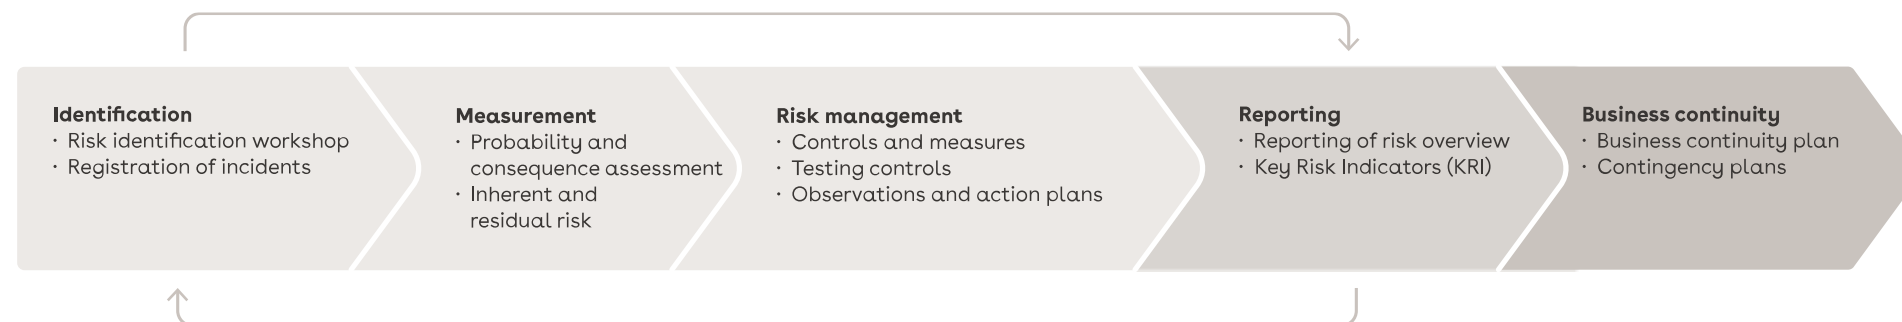 Identification
· Risk identification workshop
· Registration of incidents
Measurement
· Probability and
consequence assessment
· Inherent and
residual risk
Risk management
· Controls and measures
· Testing controls
· Observations and action plans
Reporting
· Reporting of risk overview
· Key Risk Indicators (KRI)
Business continuity
· Business continuity plan
· Contingency plans